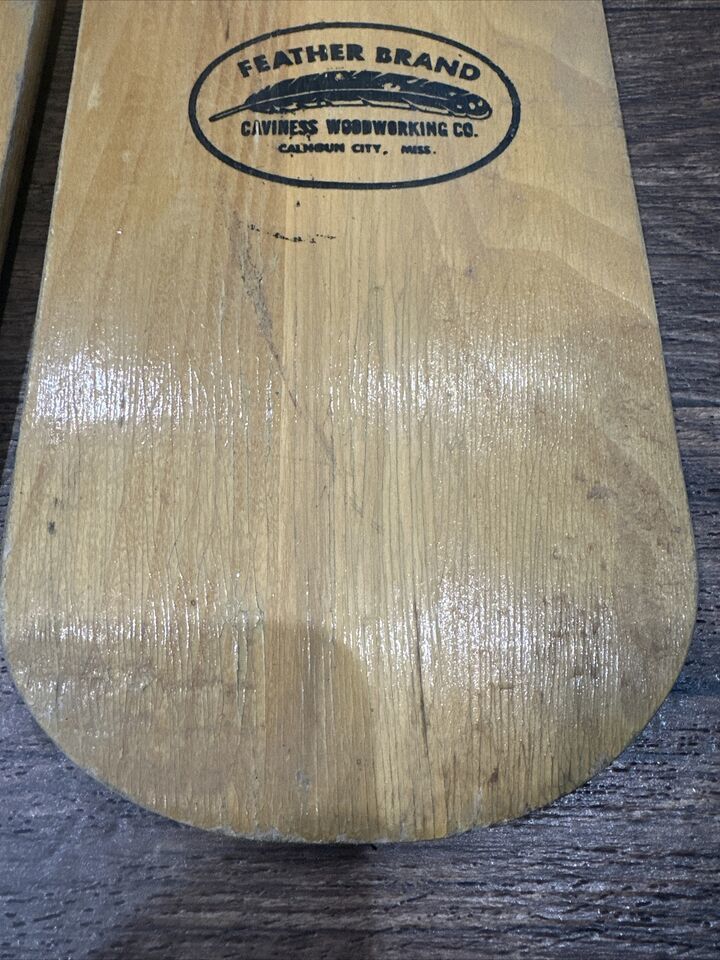 FEATHER BRAND
CAVINESS WOODWORKING CO.
CALHOUN CITY, MISS.